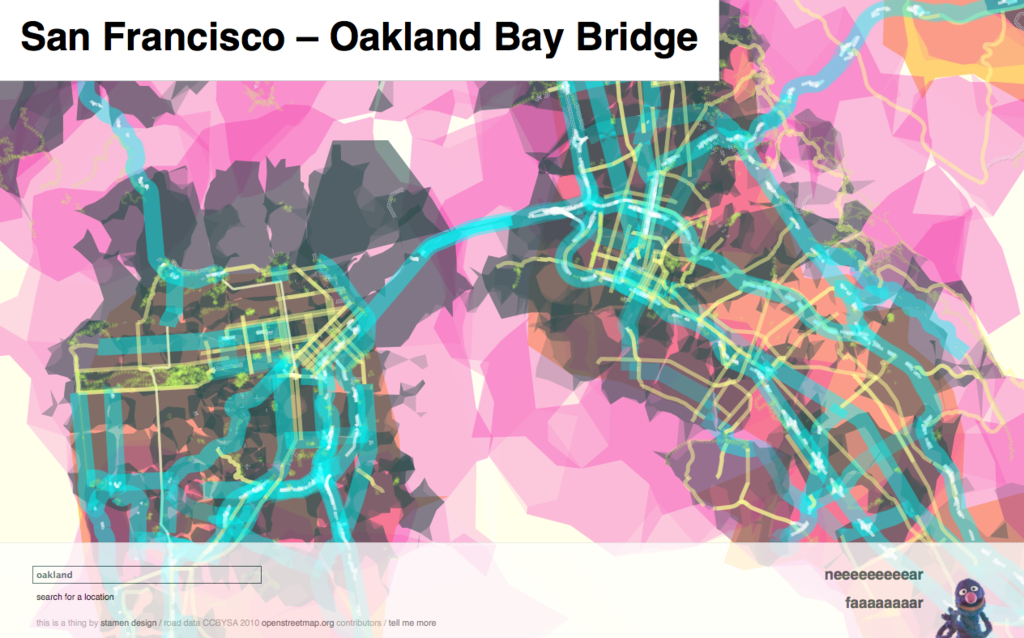 San Francisco – Oakland Bay Bridge
oakland
search for a location
this is a thing by stamen design / road data CCBYSA 2010 openstreetmap.org contributors / tell me more
neeeeeeeeear
faaaaaaaar